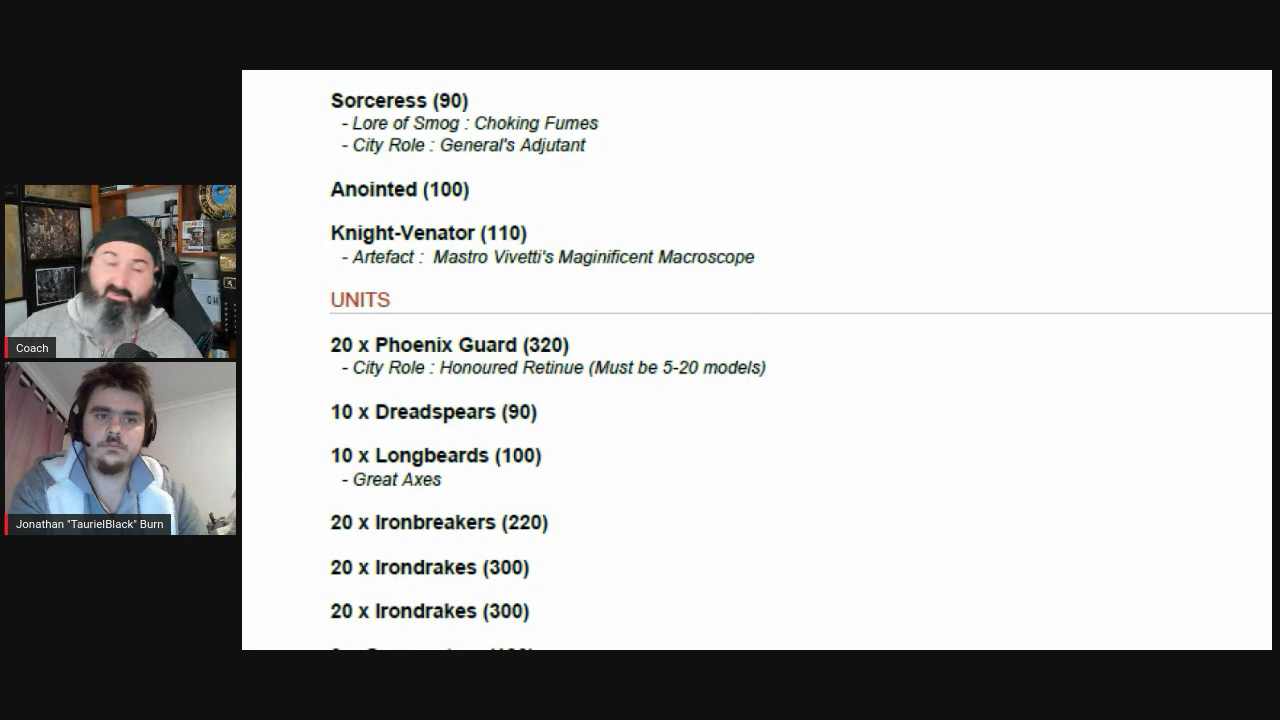 Sorceress (90)
- Lore of Smog : Choking Fumes
- City Role : General's Adjutant
Anointed (100)
Knight-Venator (110)
- Artefact : Mastro Vivetti's Maginificent Macroscope
UNITS
20 x Phoenix Guard (320)
- City Role : Honoured Retinue (Must be 5-20 models)
10 x Dreadspears (90)
10 x Longbeards (100)
- Great Axes
20 x Ironbreakers (220)
20 x Irondrakes (300)
20 x Irondrakes (300)
Coach
Jonathan "TaurielBlack" Burn